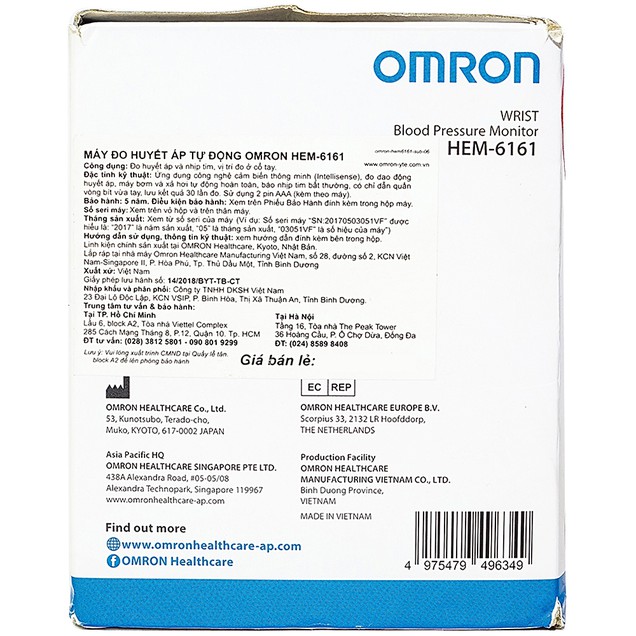 OMRON
WRIST
Blood Pressure Monitor
HEM-6161
omron-hem6161-sub-06
www.omron-yte.com.vn
MÁY ĐO HUYẾT ÁP TỰ ĐỘNG OMRON HEM-6161
Công dụng: Đo huyết áp và nhịp tim, vị trí đo ở cổ tay.
Đặc tính kỹ thuật: Ứng dụng công nghệ cảm biến thông minh (Intellisense), đo dao động
huyết áp, máy bơm và xả hơi tự động hoàn toàn, báo nhịp tim bất thường, có chỉ dẫn quấn
vòng bít vừa tay, lưu kết quả 30 lần đo. Sử dụng 2 pin AAA (kèm theo máy).
Bảo hành: 5 năm. Điều kiện bảo hành: Xem trên Phiếu Bảo Hành đính kèm trong hộp.
Số seri máy: Xem trên vỏ hộp và trên thân máy.
Tháng sản xuất: Xem từ số seri của máy (Ví dụ: Số seri máy "SN:20170503051VF" được
hiểu là: "2017" là năm sản xuất, "05" là tháng sản xuất, "03051VF" là số hiệu của máy)
Hướng dẫn sử dụng, thông tin kỹ thuật: xem hướng dẫn đính kèm bên trong hộp.
Linh kiện chính sản xuất tại OMRON Healthcare, Kyoto, Nhật Bản.
Lắp ráp tại nhà máy Omron Healthcare Manufacturing Việt Nam, số 28, đường số 2, KCN Việt
Nam-Singapore II, P. Hòa Phú, Tp. Thủ Dầu Một, Tỉnh Bình Dương
Xuất xứ: Việt Nam
Giấy phép lưu hành số: 14/2018/BYT-TB-CT
Nhập khẩu và phân phối: Công ty TNHH DKSH Việt Nam
23 Đại Lộ Độc Lập, KCN VSIP, P. Bình Hòa, Thị Xã Thuận An, Tỉnh Bình Dương.
Trung tâm tư vấn & bảo hành:
Tại TP. Hồ Chí Minh
Lầu 6, block A2, Tòa nhà Viettel Complex
285 Cách Mạng Tháng 8, P.12, Quận 10. Tp. HCM
ĐT tư vấn: (028) 3812 5801 - 090 801 9299
Tại Hà Nội
Tầng 16, Tòa nhà The Peak Tower
36 Hoàng Cầu, P. Ô Chợ Dừa, Đống Đa
ĐT: (024) 8589 8408
Lưu ý: Vui lòng xuất trình CMND tại Quầy lễ tân
block A2 để lên phòng bảo hành
Giá bán lẻ:
OMRON HEALTHCARE Co., Ltd.
53, Kunotsubo, Terado-cho,
Muko, KYOTO, 617-0002 JAPAN
EC REP
OMRON HEALTHCARE EUROPE B.V.
Scorpius 33, 2132 LR Hoofddorp,
THE NETHERLANDS
Asia Pacific HQ
OMRON HEALTHCARE SINGAPORE PTE LTD.
438A Alexandra Road, #05-05/08
Alexandra Technopark, Singapore 119967
www.omronhealthcare-ap.com
Production Facility
OMRON HEALTHCARE
MANUFACTURING VIETNAM CO., LTD.
Binh Duong Province,
VIETNAM
MADE IN VIETNAM
Find out more
www.omronhealthcare-ap.com
OMRON Healthcare
4 975479 496349